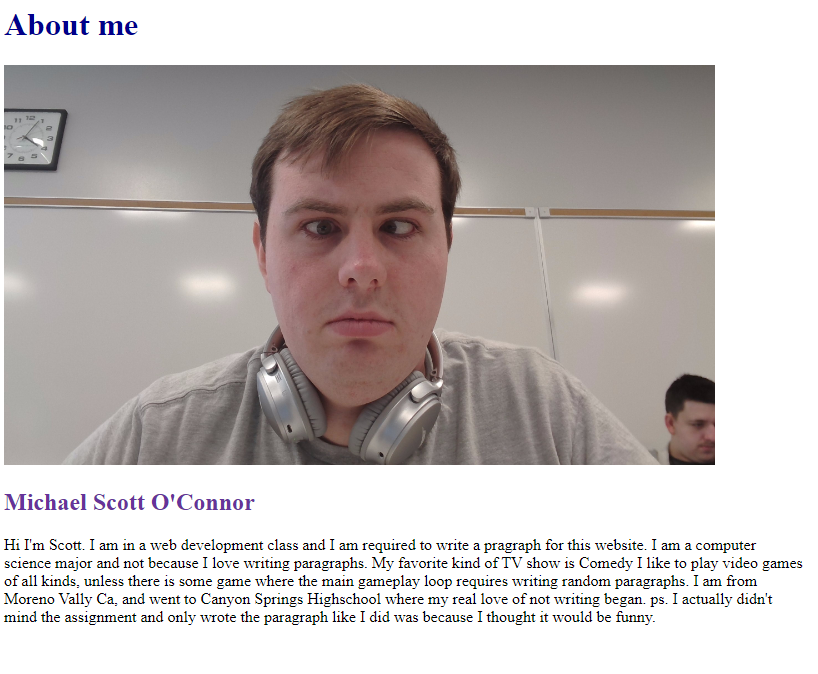 About me
Michael Scott O'Connor
Hi I'm Scott. I am in a web development class and I am required to write a pragraph for this website. I am a computer
science major and not because I love writing paragraphs. My favorite kind of TV show is Comedy I like to play video games
of all kinds, unless there is some game where the main gameplay loop requires writing random paragraphs. I am from
Moreno Vally Ca, and went to Canyon Springs Highschool where my real love of not writing began. ps. I actually didn't
mind the assignment and only wrote the paragraph like I did was because I thought it would be funny.